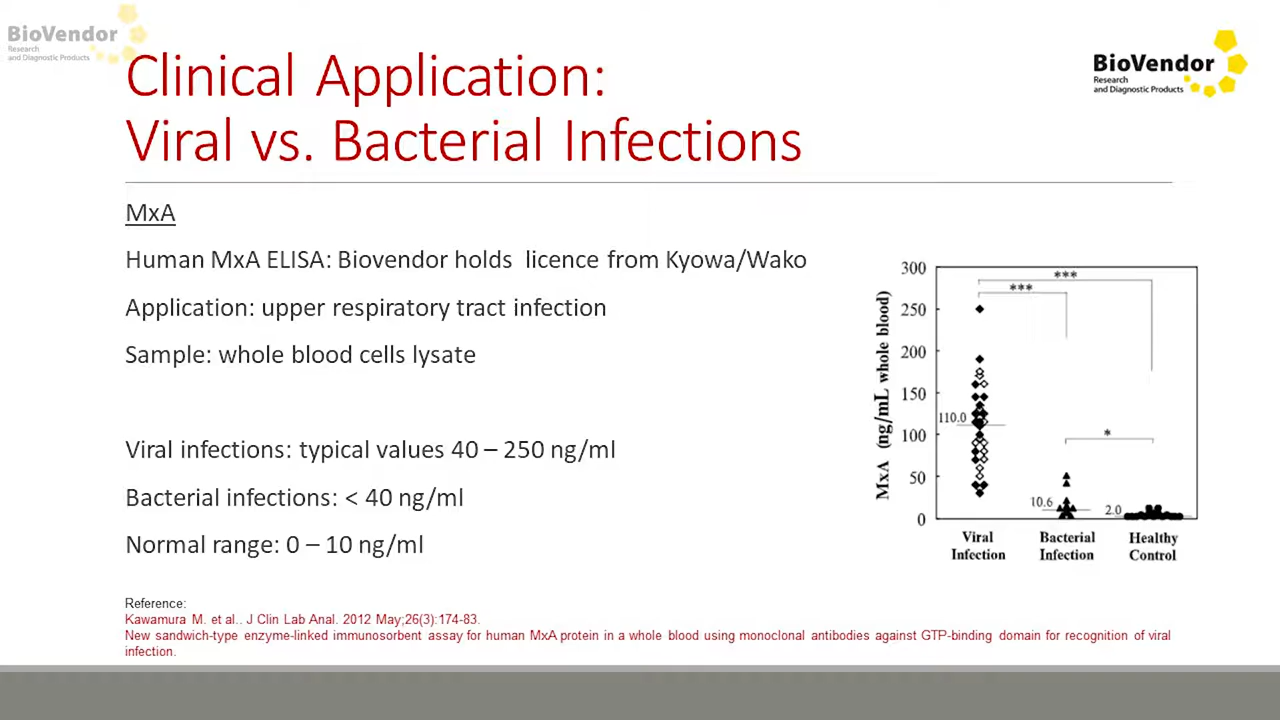 BioVendor
Research
and Diagnostic Products
BioVendor
Research
and Diagnostic Products
Clinical Application:
Viral vs. Bacterial Infections
MxA
Human MxA ELISA: Biovendor holds licence from Kyowa/Wako
Application: upper respiratory tract infection
Sample: whole blood cells lysate
Viral infections: typical values 40 – 250 ng/ml
Bacterial infections: < 40 ng/ml
Normal range: 0 – 10 ng/ml
MxA (ng/mL whole blood)
300
250
200
150
100
50
0
***
***
*
110.0
10.6
2.0
Viral
Infection
Bacterial
Infection
Healthy
Control
Reference:
Kawamura M. et al.. J Clin Lab Anal. 2012 May;26(3):174-83.
New sandwich-type enzyme-linked immunosorbent assay for human MxA protein in a whole blood using monoclonal antibodies against GTP-binding domain for recognition of viral
infection.